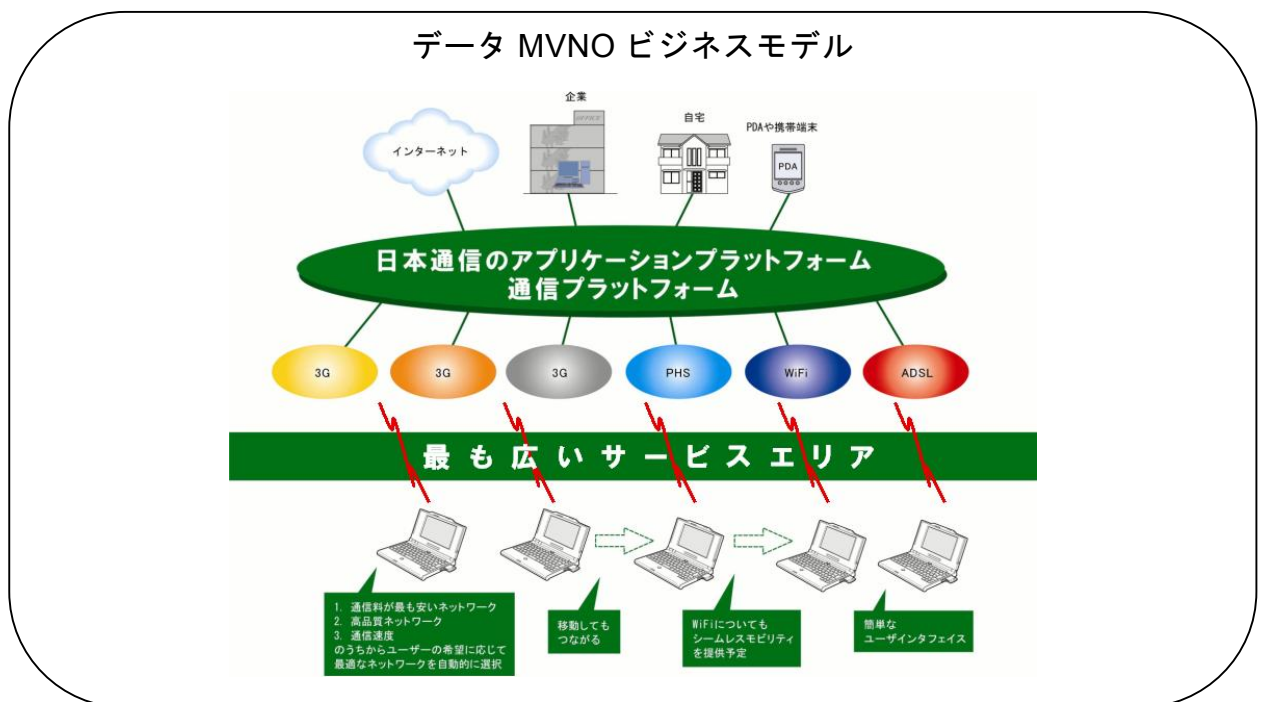 データ MVNO ビジネスモデル
企業
OFFICE
自宅
PDAや携帯端末
インターネット
PDA
日本通信のアプリケーションプラットフォーム
通信プラットフォーム
3G
3G
3G
PHS
WiFi
ADSL
最も広いサービスエリア
1. 通信料が最も安いネットワーク
2. 高品質ネットワーク
3. 通信速度
のうちからユーザーの希望に応じて
最適なネットワークを自動的に選択
移動しても
つながる
WiFiについても
シームレスモビリティ
を提供予定
簡単な
ユーザインタフェイス